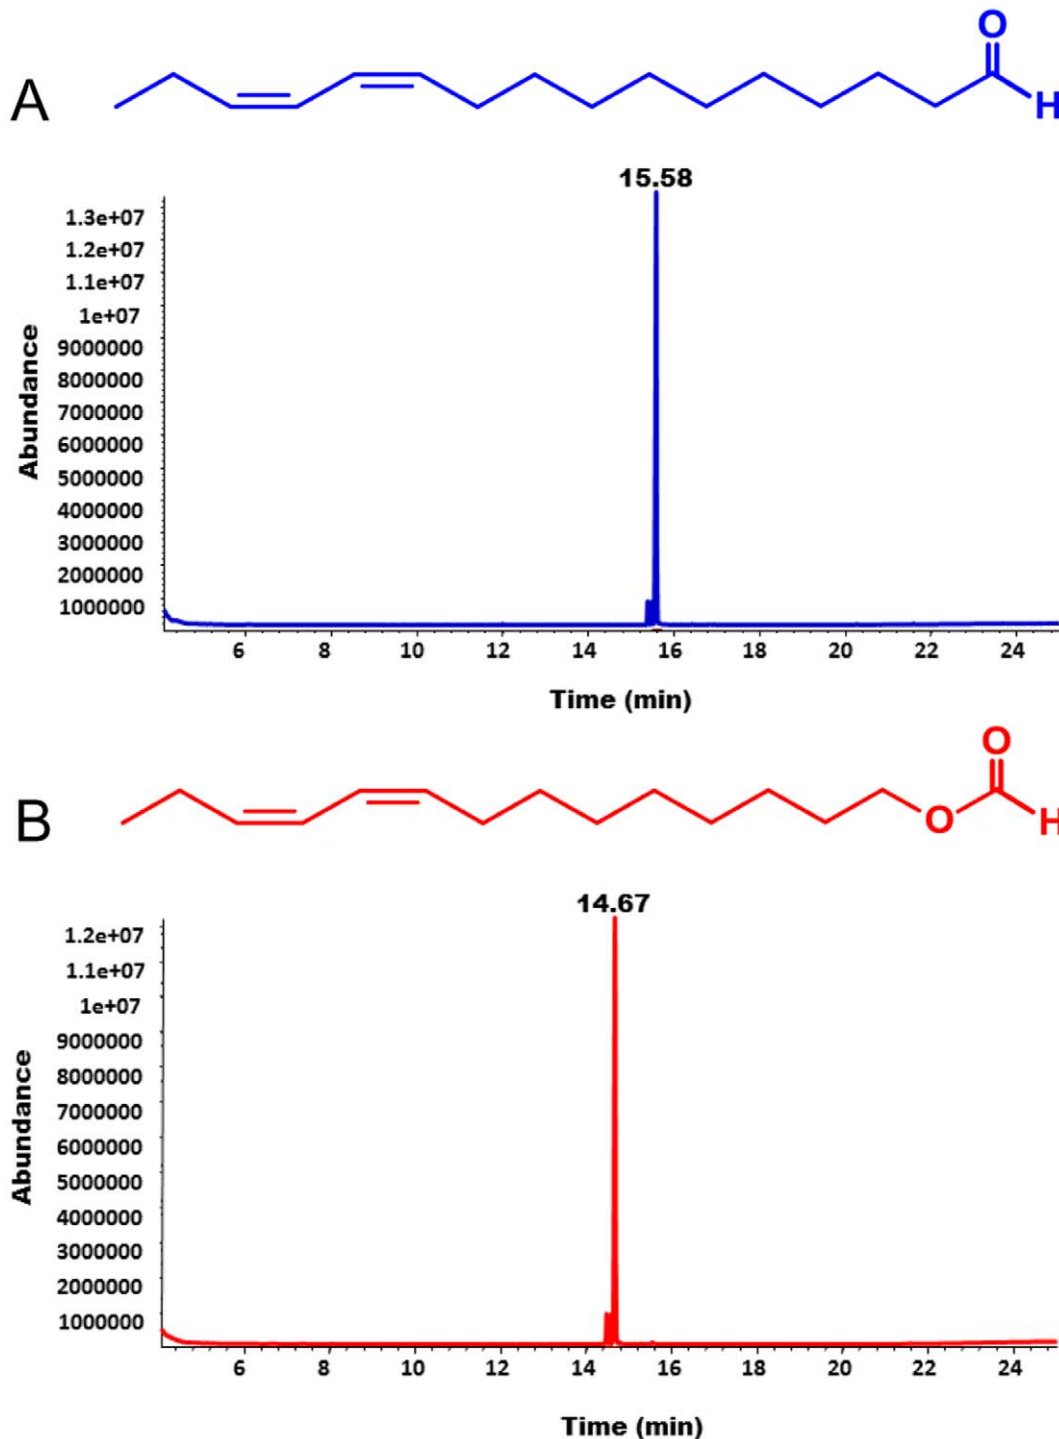 O
A
H
15.58
1.3e+07
1.2e+07
1.1e+07
1e+07
9000000
8000000
7000000
6000000
5000000
4000000
3000000
2000000
1000000
Abundance
6 8 10 12 14 16 18 20 22 24
Time (min)
O
B
O
H
14.67
1.2e+07
1.1e+07
1e+07
9000000
8000000
7000000
6000000
5000000
4000000
3000000
2000000
1000000
Abundance
6 8 10 12 14 16 18 20 22 24
Time (min)